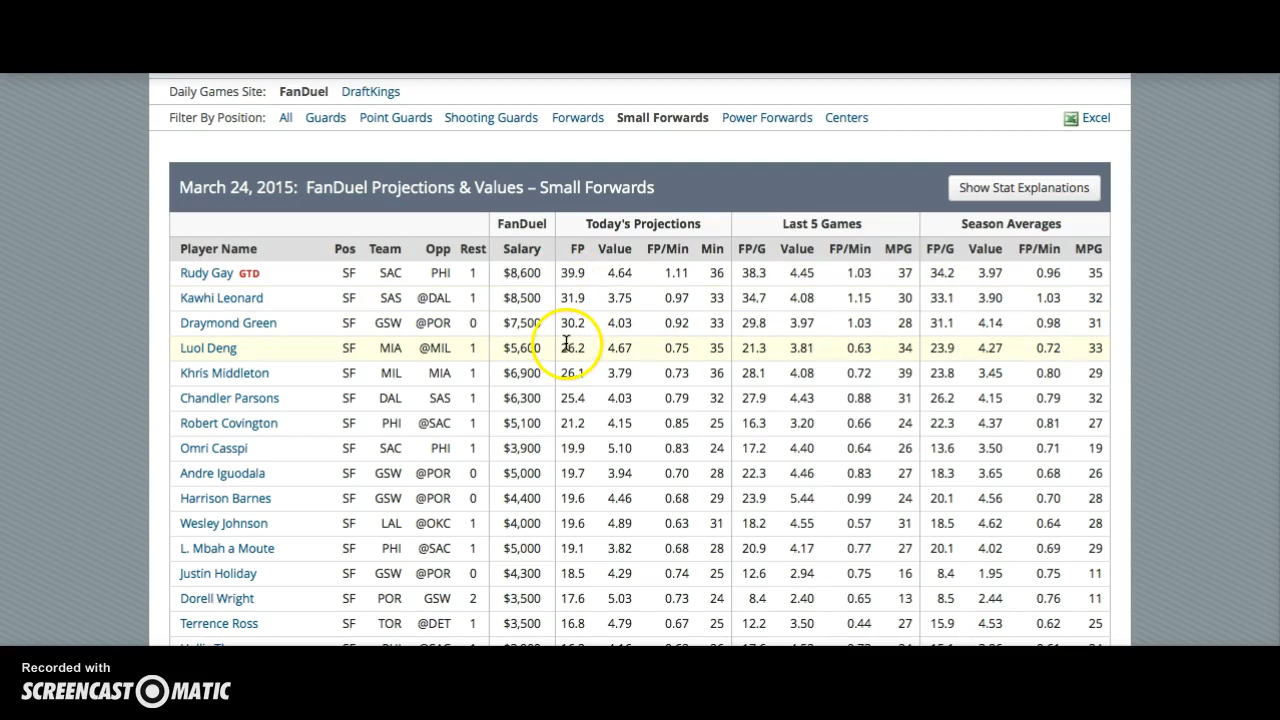 Daily Games Site: FanDuel DraftKings
Filter By Position: All Guards Point Guards Shooting Guards Forwards Small Forwards Power Forwards Centers Excel
March 24, 2015: FanDuel Projections & Values – Small Forwards Show Stat Explanations
FanDuel Today's Projections Last 5 Games Season Averages
Player Name Pos Team Opp Rest Salary FP Value FP/Min Min FP/G Value FP/Min MPG FP/G Value FP/Min MPG
Rudy Gay GTD SF SAC PHI 1 $8,600 39.9 4.64 1.11 36 38.3 4.45 1.03 37 34.2 3.97 0.96 35
Kawhi Leonard SF SAS @DAL 1 $8,500 31.9 3.75 0.97 33 34.7 4.08 1.15 30 33.1 3.90 1.03 32
Draymond Green SF GSW @POR 0 $7,500 30.2 4.03 0.92 33 29.8 3.97 1.03 28 31.1 4.14 0.98 31
Luol Deng SF MIA @MIL 1 $5,600 26.2 4.67 0.75 35 21.3 3.81 0.63 34 23.9 4.27 0.72 33
Khris Middleton SF MIL MIA 1 $6,900 26.1 3.79 0.73 36 28.1 4.08 0.72 39 23.8 3.45 0.80 29
Chandler Parsons SF DAL SAS 1 $6,300 25.4 4.03 0.79 32 27.9 4.43 0.88 31 26.2 4.15 0.79 32
Robert Covington SF PHI @SAC 1 $5,100 21.2 4.15 0.85 25 16.3 3.20 0.66 24 22.3 4.37 0.81 27
Omri Casspi SF SAC PHI 1 $3,900 19.9 5.10 0.83 24 17.2 4.40 0.64 26 13.6 3.50 0.71 19
Andre Iguodala SF GSW @POR 0 $5,000 19.7 3.94 0.70 28 22.3 4.46 0.83 27 18.3 3.65 0.68 26
Harrison Barnes SF GSW @POR 0 $4,400 19.6 4.46 0.68 29 23.9 5.44 0.99 24 20.1 4.56 0.70 28
Wesley Johnson SF LAL @OKC 1 $4,000 19.6 4.89 0.63 31 18.2 4.55 0.57 31 18.5 4.62 0.64 28
L. Mbah a Moute SF PHI @SAC 1 $5,000 19.1 3.82 0.68 28 20.9 4.17 0.77 27 20.1 4.02 0.69 29
Justin Holiday SF GSW @POR 0 $4,300 18.5 4.29 0.74 25 12.6 2.94 0.75 16 8.4 1.95 0.75 11
Dorell Wright SF POR GSW 2 $3,500 17.6 5.03 0.73 24 8.4 2.40 0.65 13 8.5 2.44 0.76 11
Terrence Ross SF TOR @DET 1 $3,500 16.8 4.79 0.67 25 12.2 3.50 0.44 27 15.9 4.53 0.62 25
Recorded with
SCREENCAST MATIC